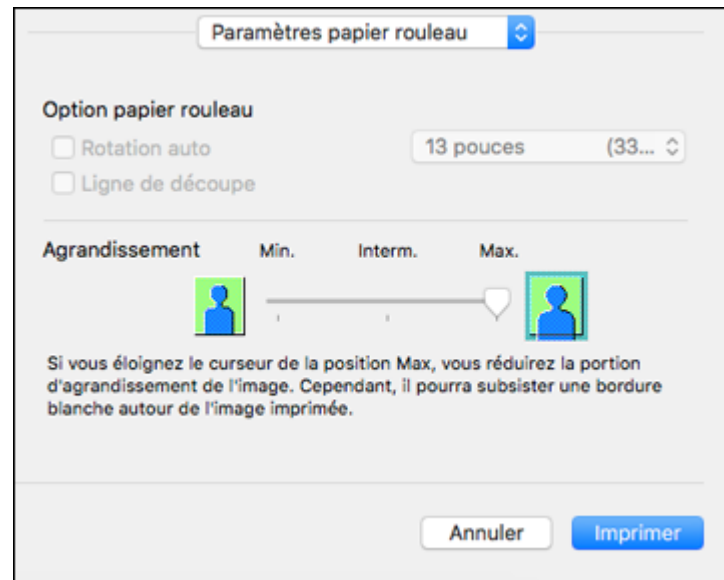 Paramètres papier rouleau
Option papier rouleau
Rotation auto
13 pouces (33...
Ligne de découpe
Agrandissement Min. Interm. Max.
Si vous éloignez le curseur de la position Max, vous réduirez la portion
d'agrandissement de l'image. Cependant, il pourra subsister une bordure
blanche autour de l'image imprimée.
Annuler Imprimer